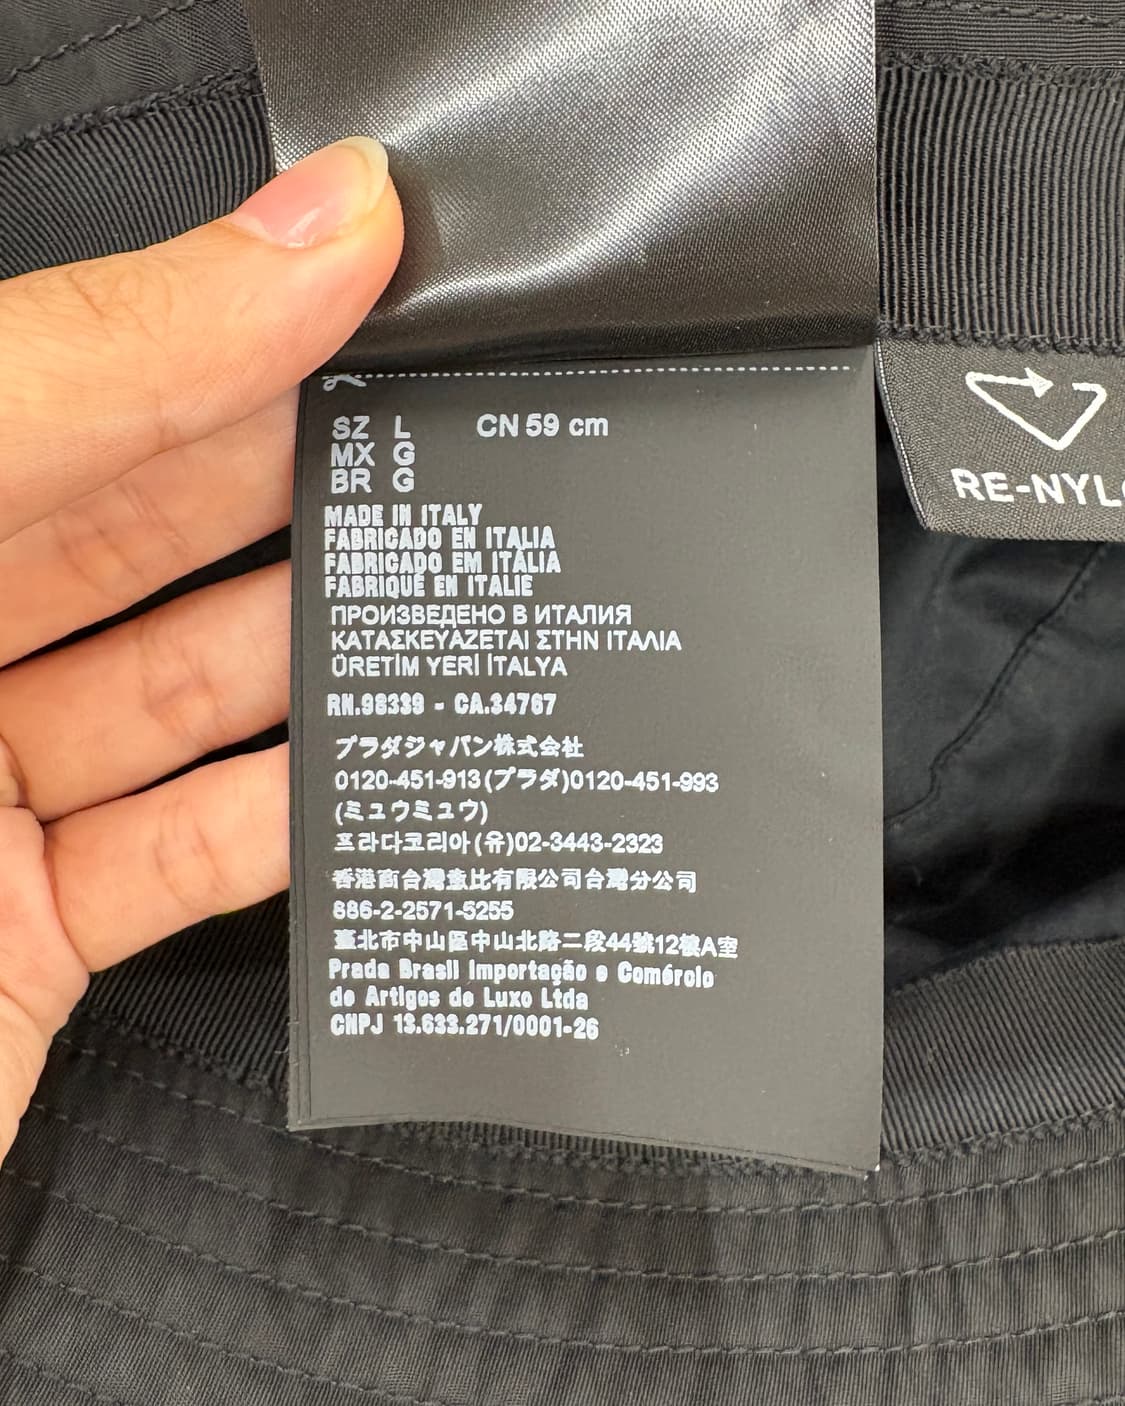 SZ L CN 59 cm
MX G
BR G
MADE IN ITALY
FABRICADO EN ITALIA
FABRICADO EM ITÁLIA
FABRIQUÉ EN ITALIE
ПРОИЗВЕДЕНО В ИТАЛИЯ
ΚΑΤΑΣΚΕΥΑΖΕΤΑΙ ΣΤΗΝ ΙΤΑΛΙΑ
ÜRETİM YERİ İTALYA
RN.98339 - CA.34767
プラダジャパン株式会社
0120-451-913(プラダ)0120-451-993
(ミュウミュウ)
프라다코리아(유)02-3443-2323
香港商台灣普比有限公司台灣分公司
886-2-2571-5255
臺北市中山區中山北路二段44號12樓A室
Prada Brasil Importação e Comércio
de Artigos de Luxo Ltda
CNPJ 13.633.271/0001-26
RE-NYL